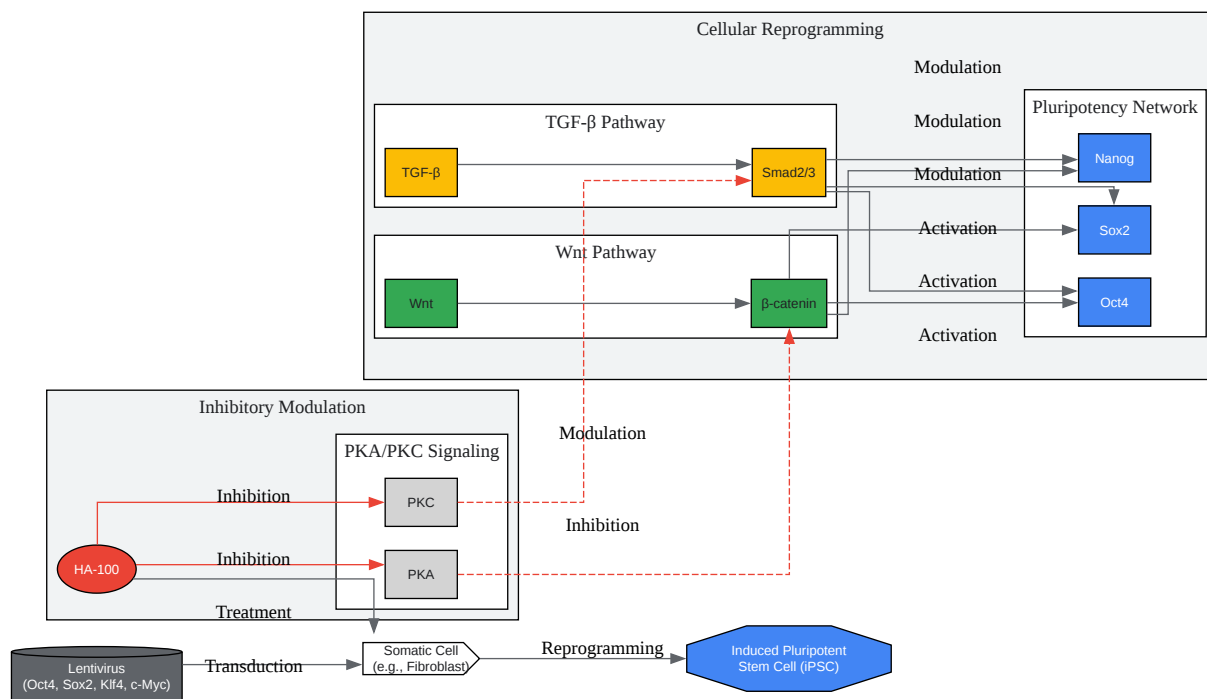 Cellular Reprogramming
Modulation
Pluripotency Network
TGF-β Pathway
Modulation
TGF-β
Smad2/3
Nanog
Modulation
Sox2
Activation
Wnt Pathway
Activation
Wnt
β-catenin
Oct4
Activation
Inhibitory Modulation
Modulation
PKA/PKC Signaling
Inhibition
PKC
Inhibition
Inhibition
HA-100
PKA
Treatment
Somatic Cell
(e.g., Fibroblast)
Reprogramming
Induced Pluripotent
Stem Cell (iPSC)
Lentivirus
(Oct4, Sox2, Klf4, c-Myc)
Transduction